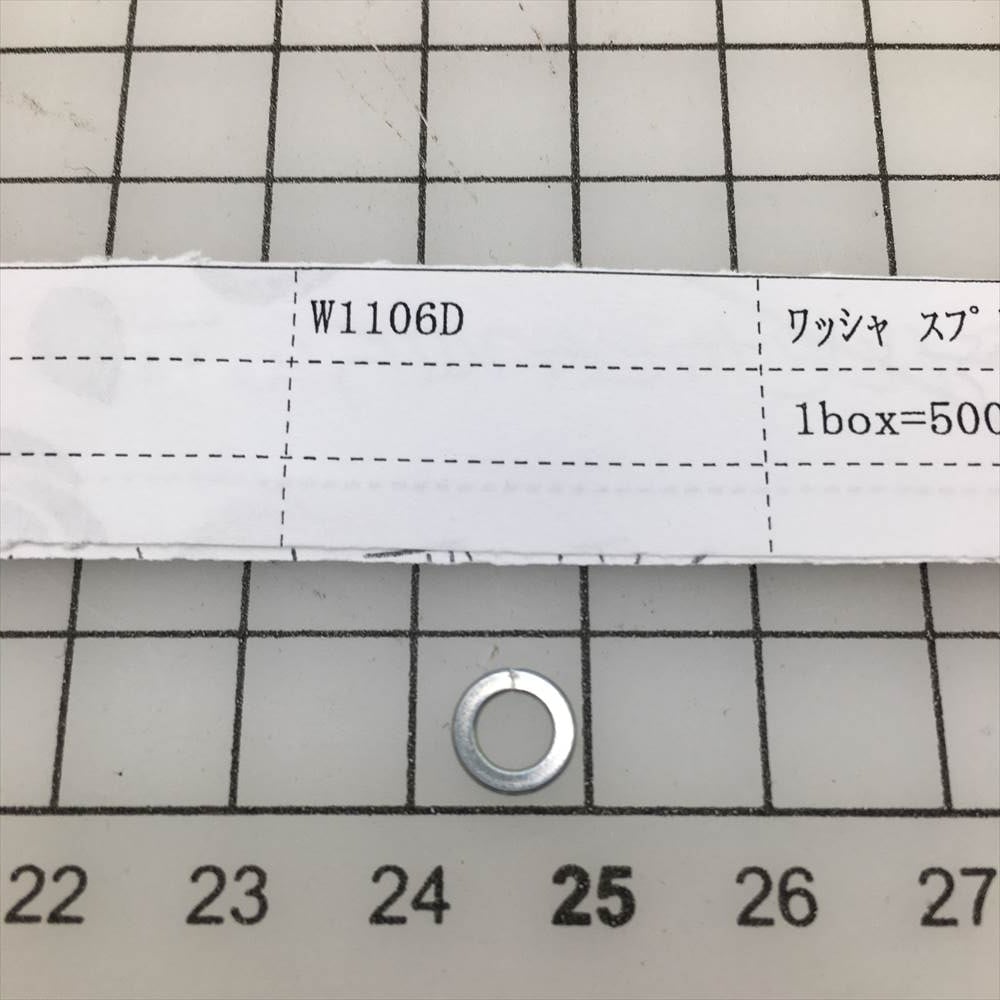 W1106D
ﾜｯｼｬ ｽﾌﾟ
1box=500
22 23 24 25 26 27